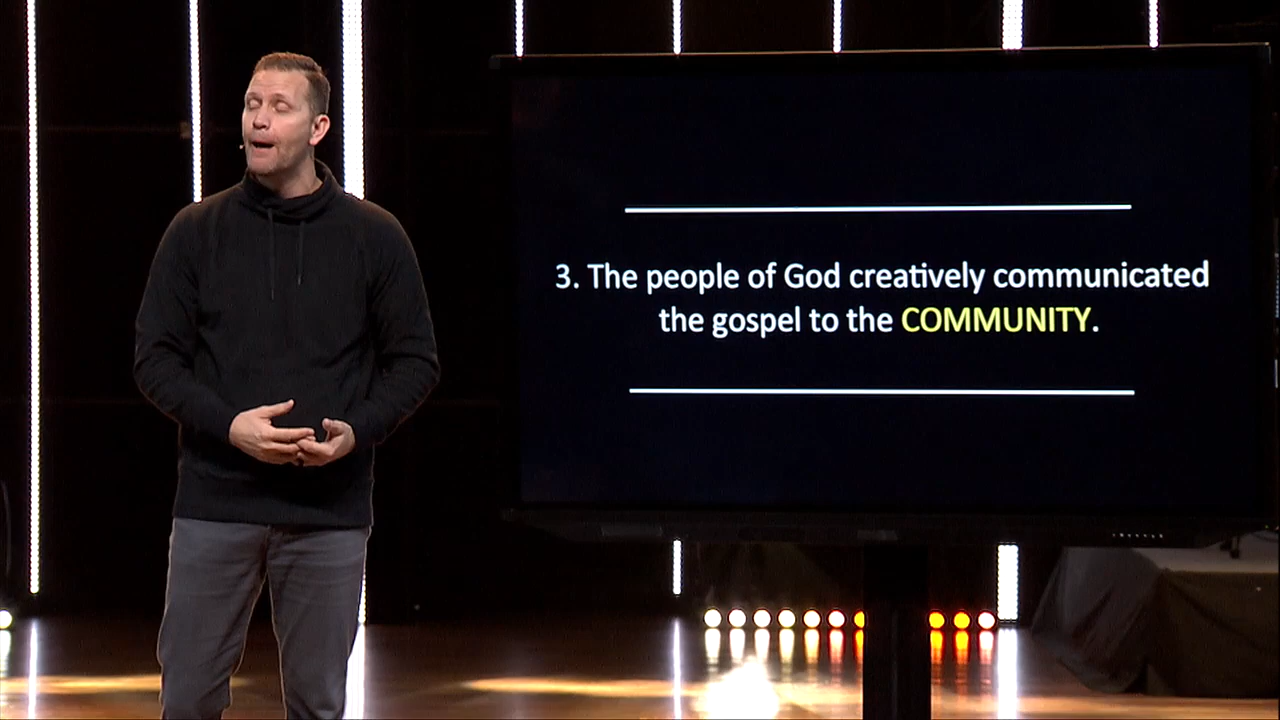 3. The people of God creatively communicated
the gospel to the COMMUNITY.